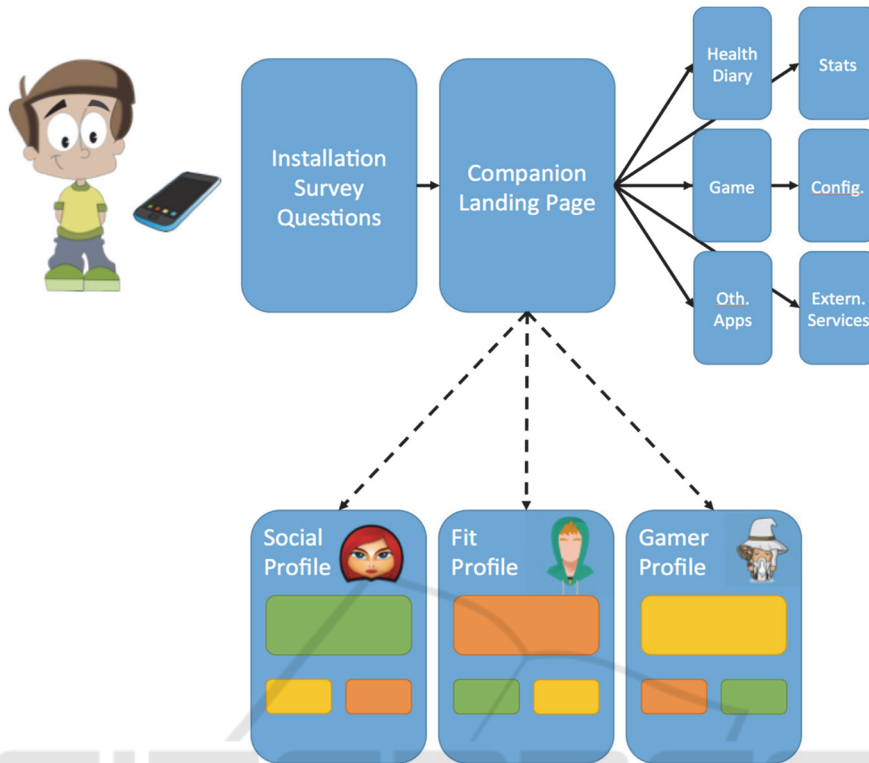 Installation
Survey
Questions
Companion
Landing Page
Health
Diary
Stats
Game
Config.
Oth.
Apps
Extern.
Services
Social
Profile
Fit
Profile
Gamer
Profile